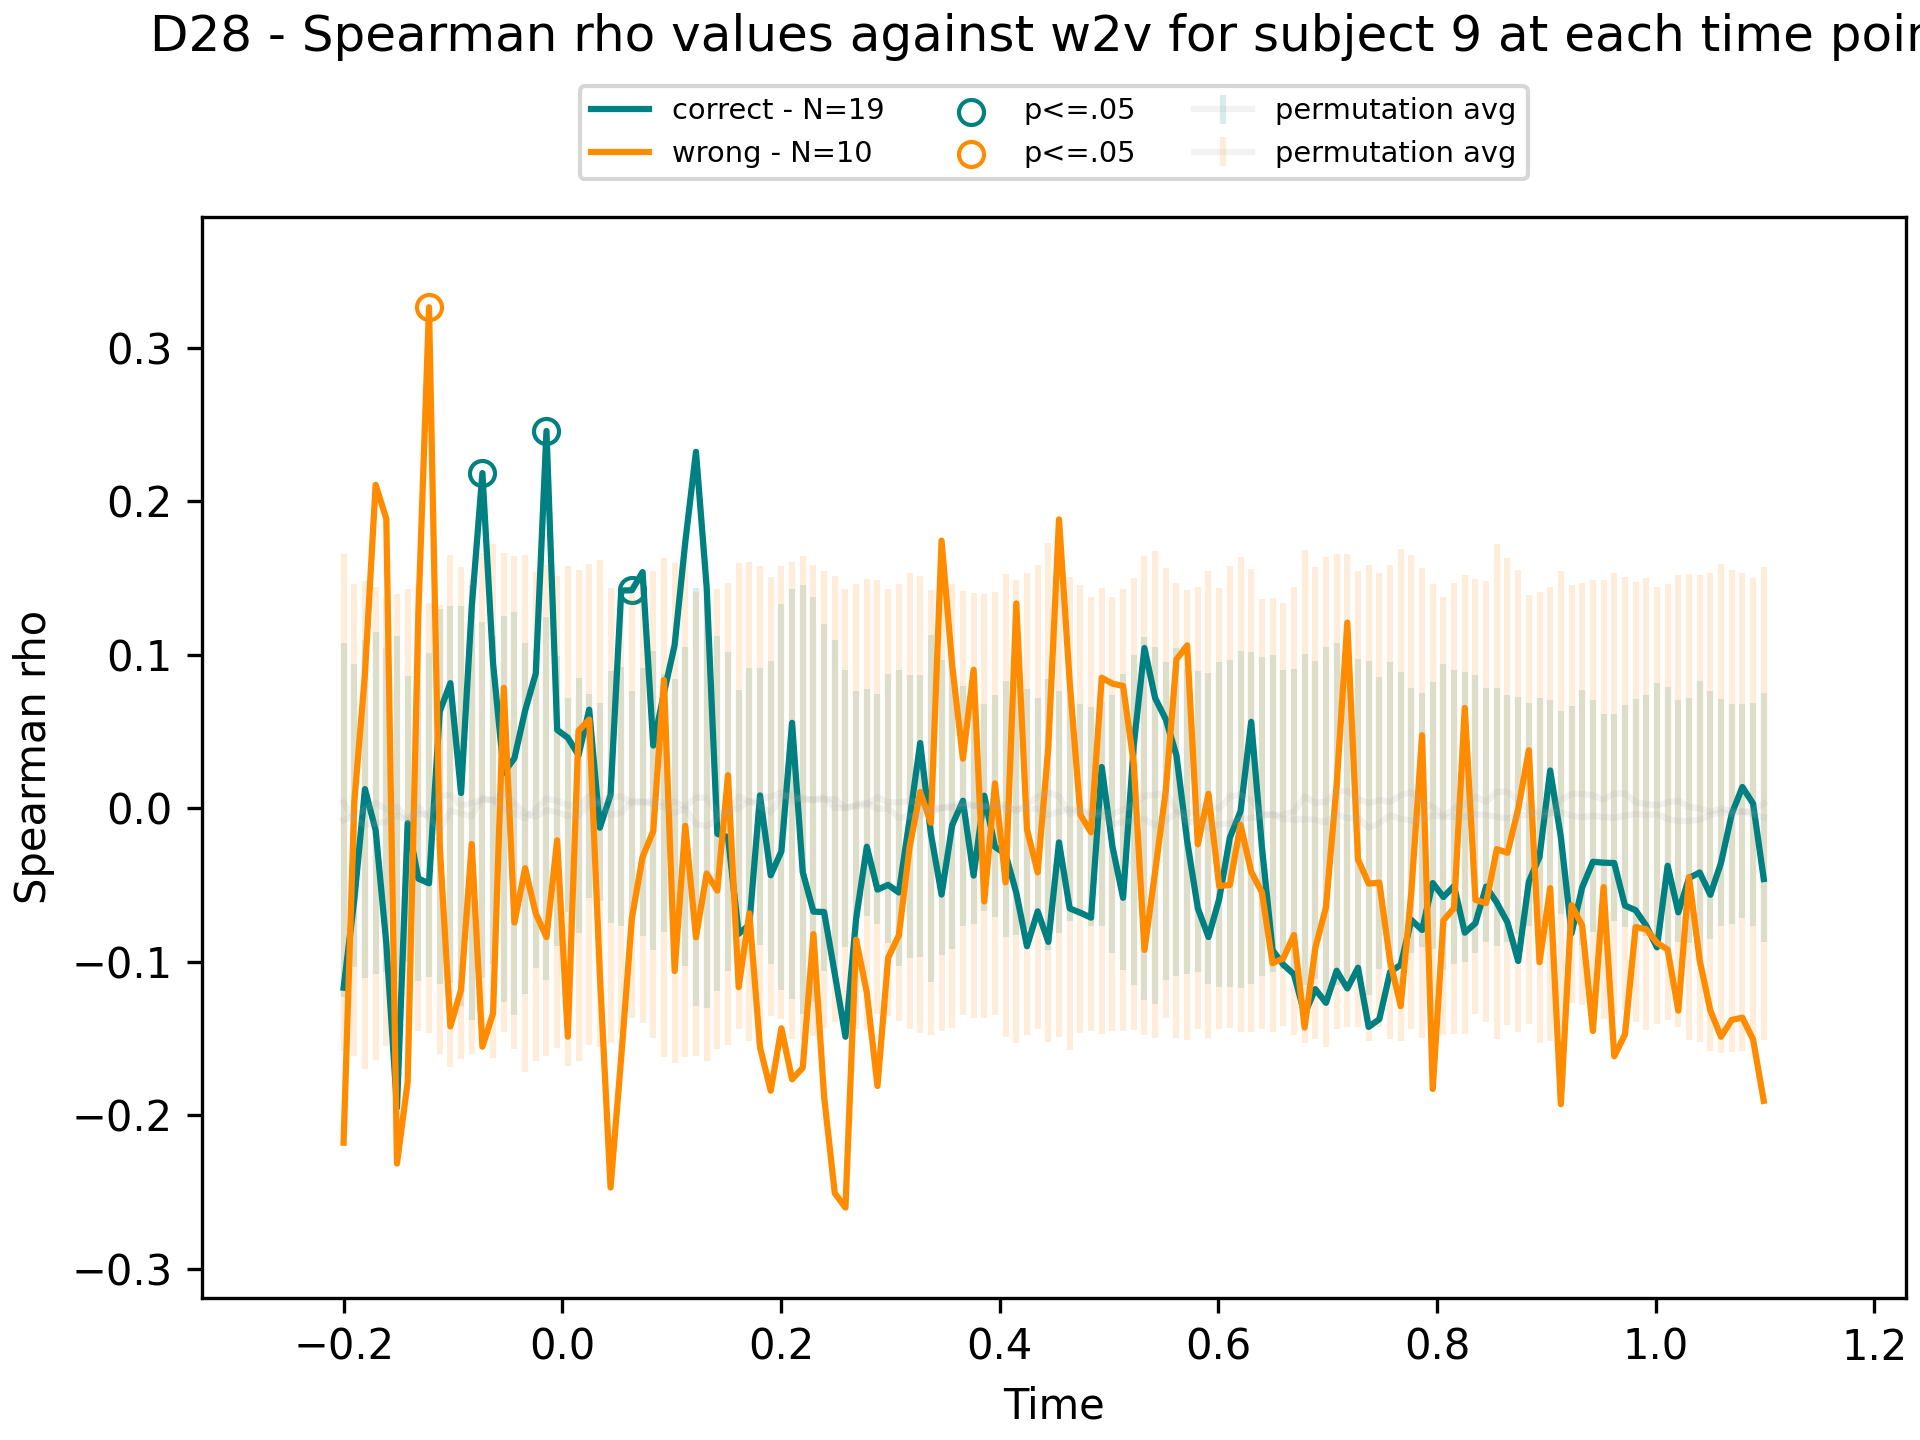 D28 - Spearman rho values against w2v for subject 9 at each time poin
correct - N=19 p<=.05 permutation avg
wrong - N=10 p<=.05 permutation avg
Spearman rho
0.3
0.2
0.1
0.0
−0.1
−0.2
−0.3
−0.2 0.0 0.2 0.4 0.6 0.8 1.0 1.2
Time